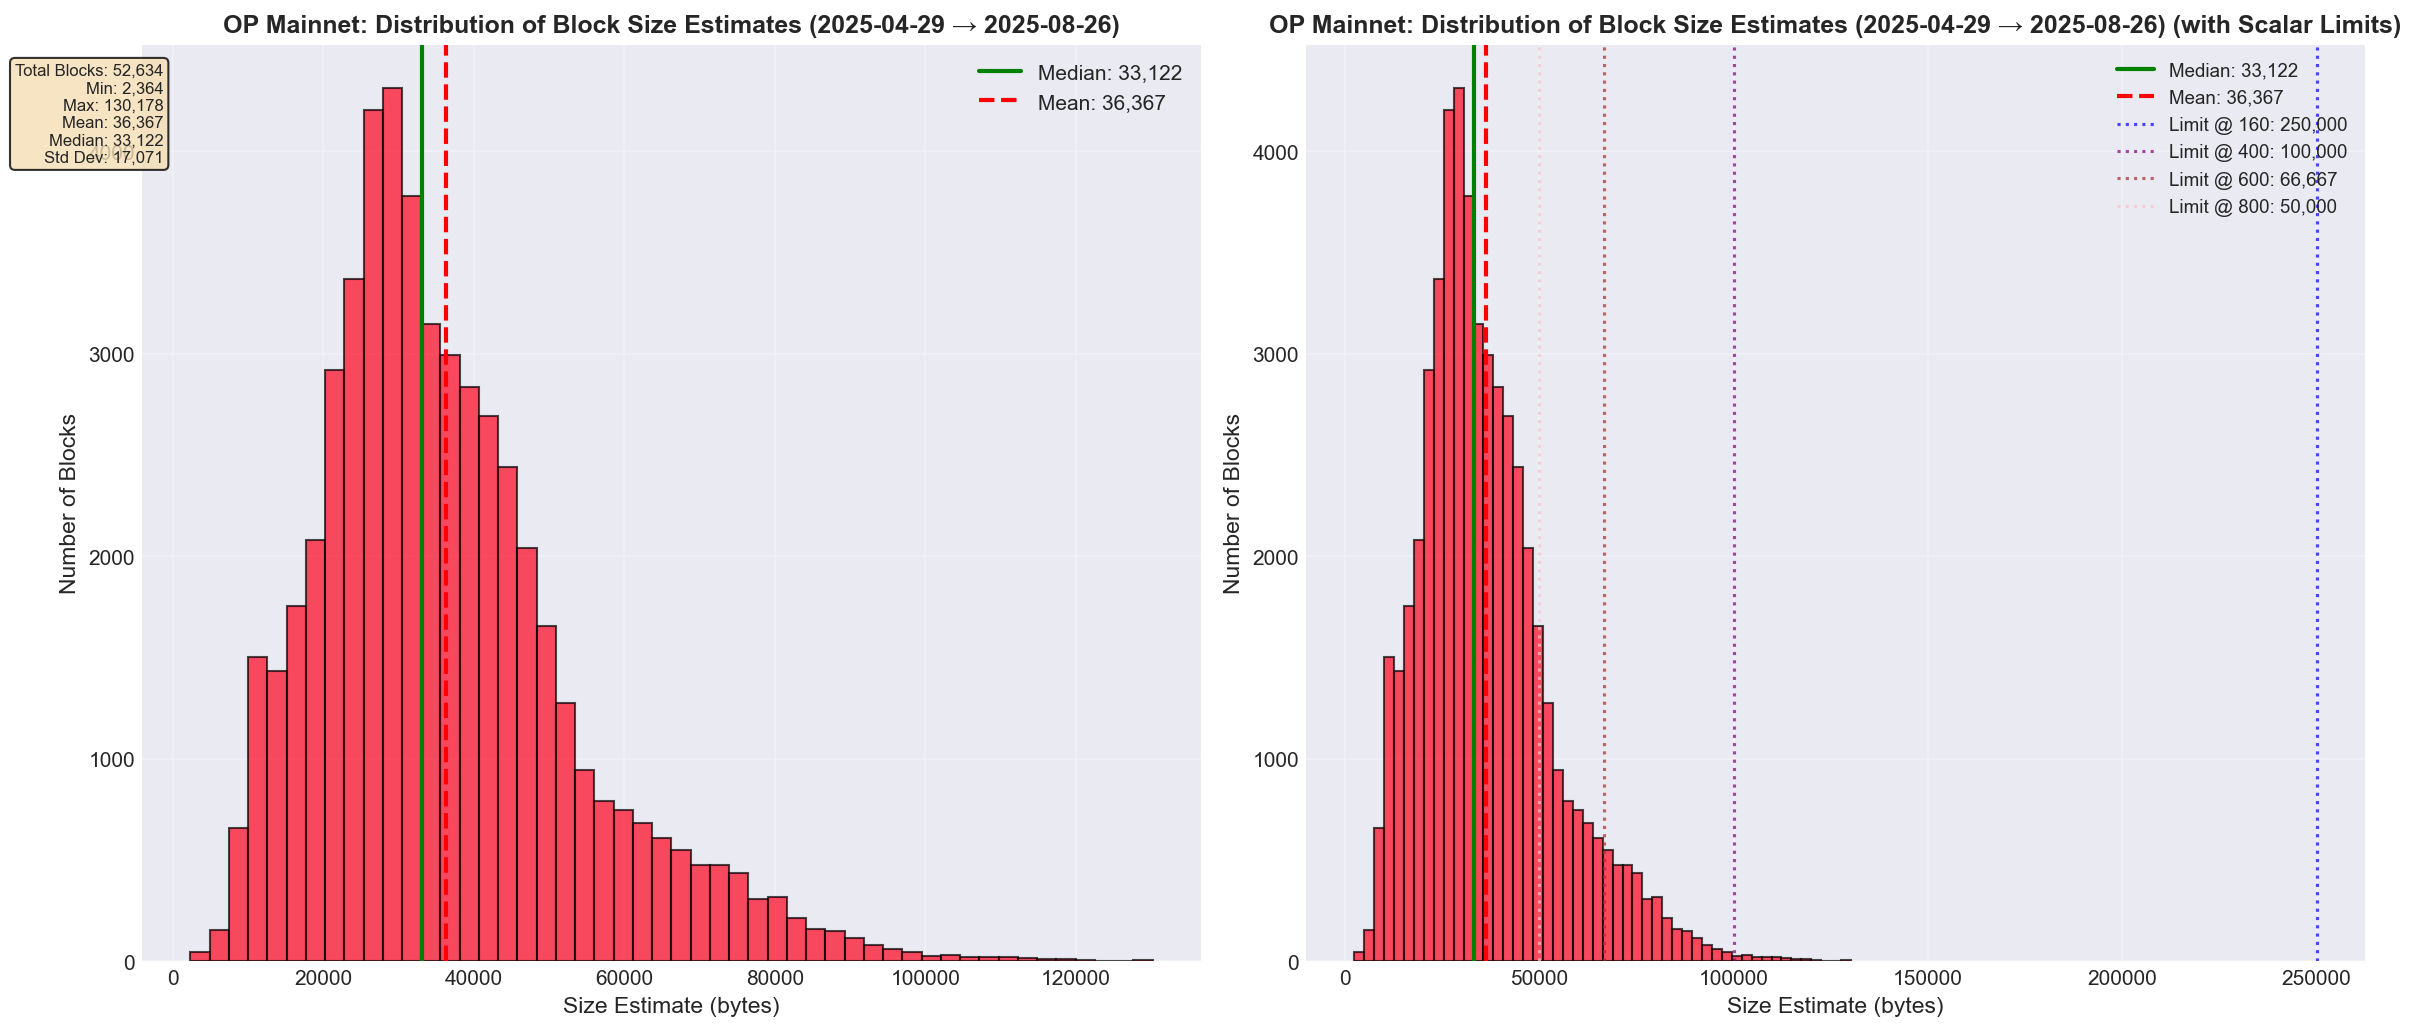 OP Mainnet: Distribution of Block Size Estimates (2025-04-29 → 2025-08-26)
Total Blocks: 52,634
Min: 2,364
Max: 130,178
Mean: 36,367
Median: 33,122
Std Dev: 17,071
Median: 33,122
Mean: 36,367
Number of Blocks
4000
3000
2000
1000
0
0 20000 40000 60000 80000 100000 120000
Size Estimate (bytes)
OP Mainnet: Distribution of Block Size Estimates (2025-04-29 → 2025-08-26) (with Scalar Limits)
Median: 33,122
Mean: 36,367
Limit @ 160: 250,000
Limit @ 400: 100,000
Limit @ 600: 66,667
Limit @ 800: 50,000
Number of Blocks
4000
3000
2000
1000
0
0 50000 100000 150000 200000 250000
Size Estimate (bytes)